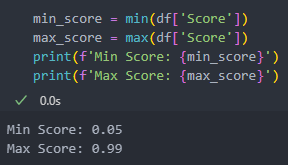 min_score = min(df['Score'])
max_score = max(df['Score'])
print(f'Min Score: {min_score}')
print(f'Max Score: {max_score}')
0.0s
Min Score: 0.05
Max Score: 0.99